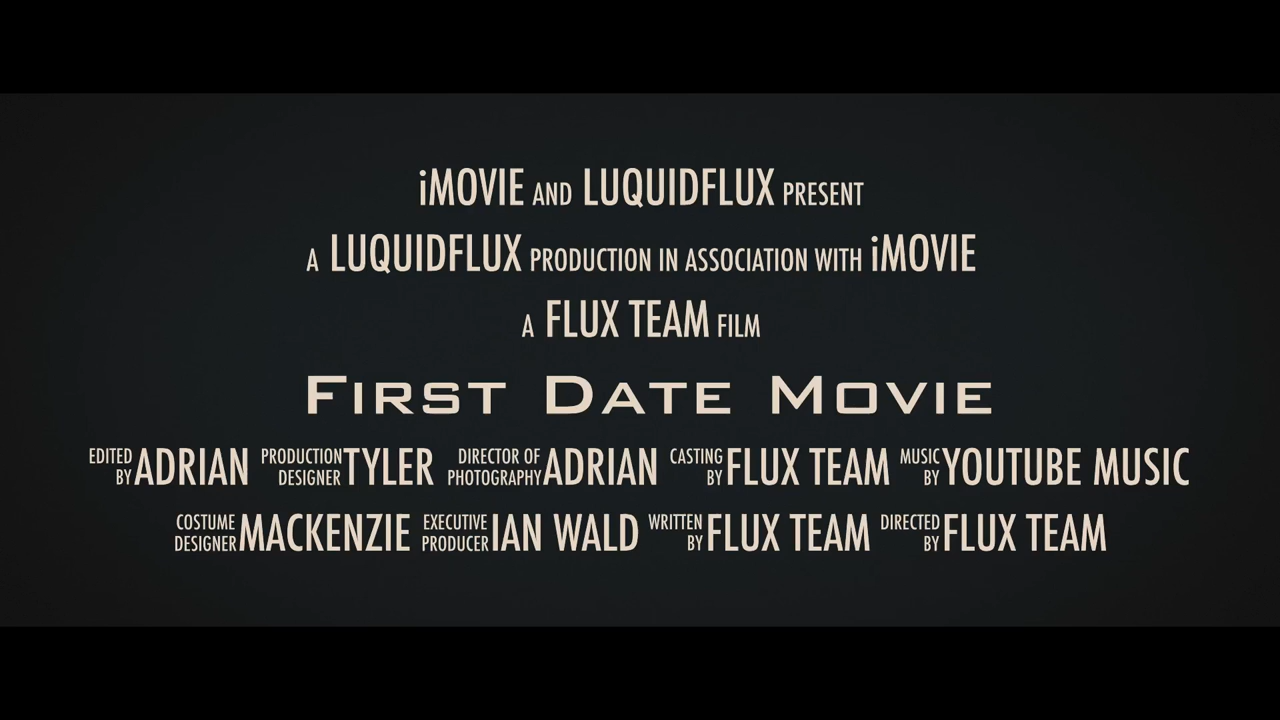 iMOVIE AND LUQUIDFLUX PRESENT
A LUQUIDFLUX PRODUCTION IN ASSOCIATION WITH iMOVIE
A FLUX TEAM FILM
FIRST DATE MOVIE
EDITED BY ADRIAN PRODUCTION DESIGNER TYLER DIRECTOR OF PHOTOGRAPHY ADRIAN CASTING BY FLUX TEAM MUSIC BY YOUTUBE MUSIC
COSTUME DESIGNER MACKENZIE EXECUTIVE PRODUCER IAN WALD WRITTEN BY FLUX TEAM DIRECTED BY FLUX TEAM